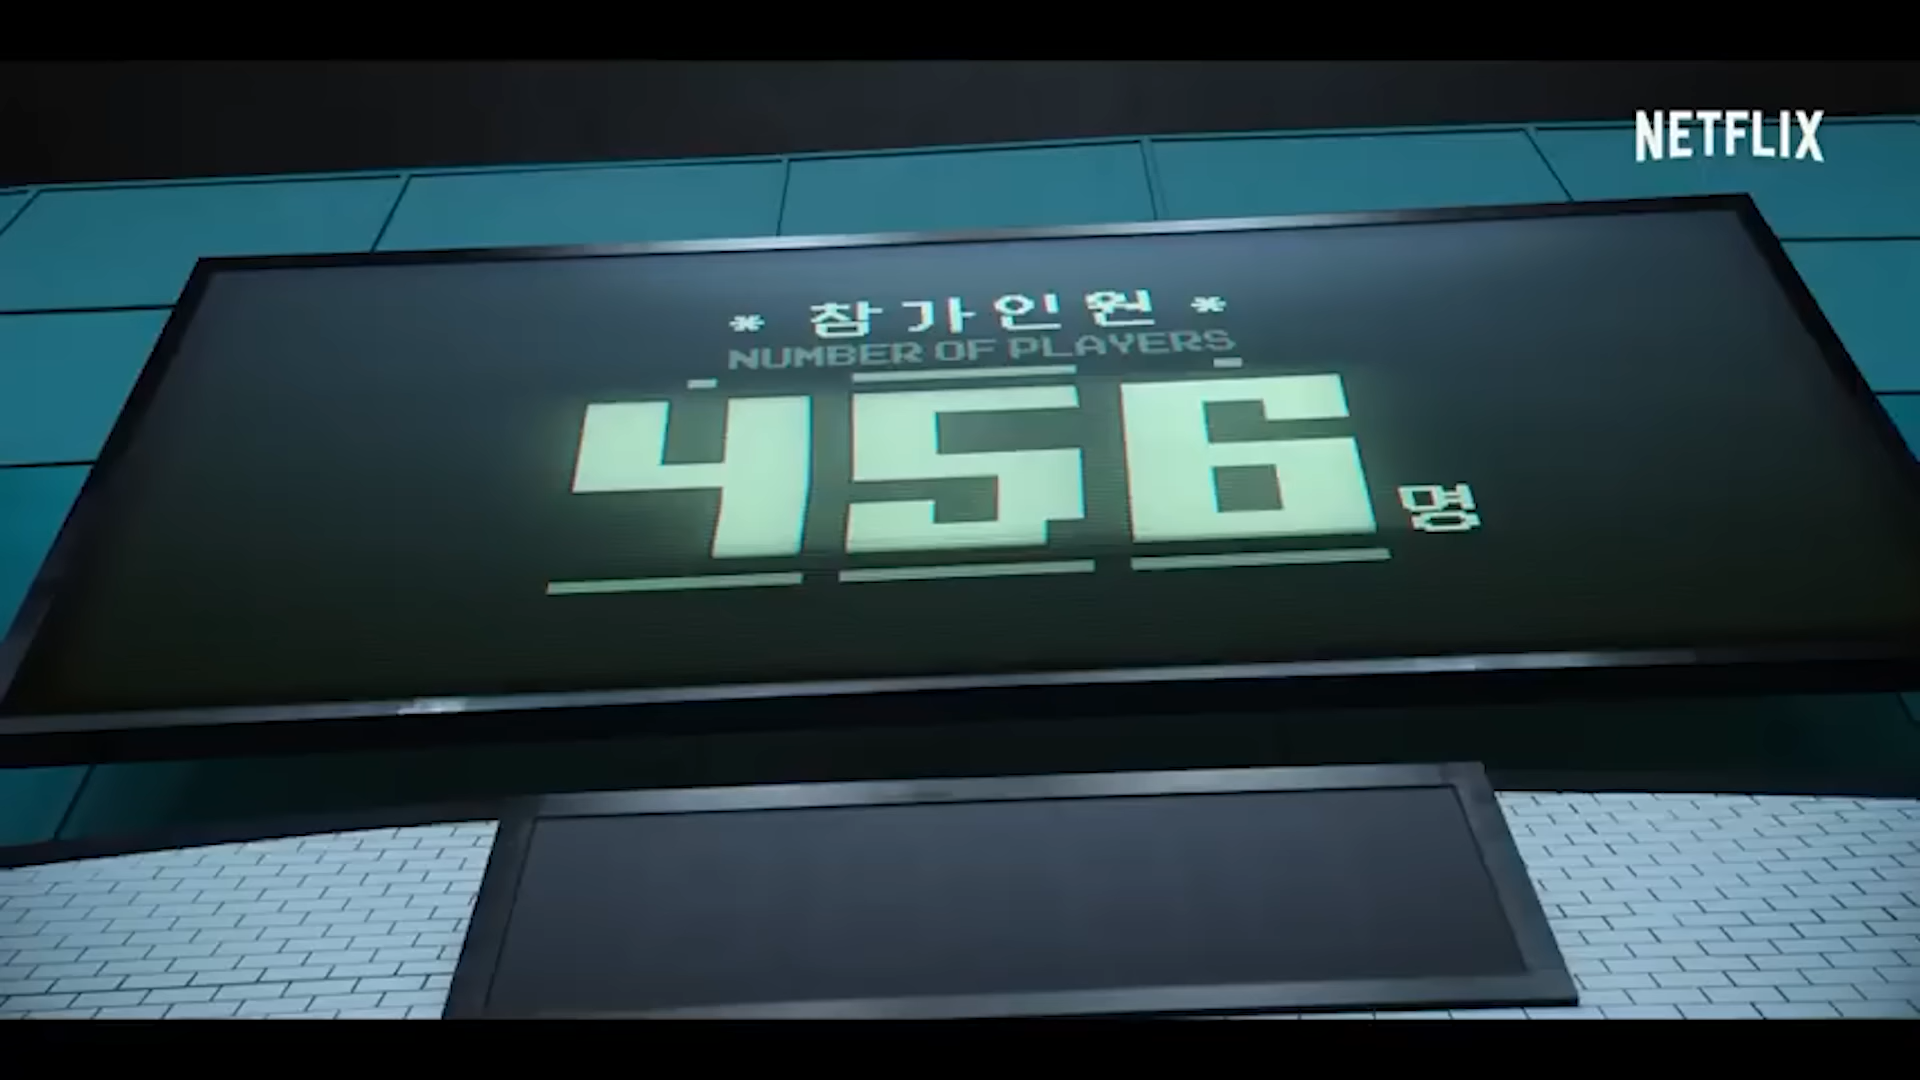 NETFLIX
* 참가인원 *
NUMBER OF PLAYERS
456명